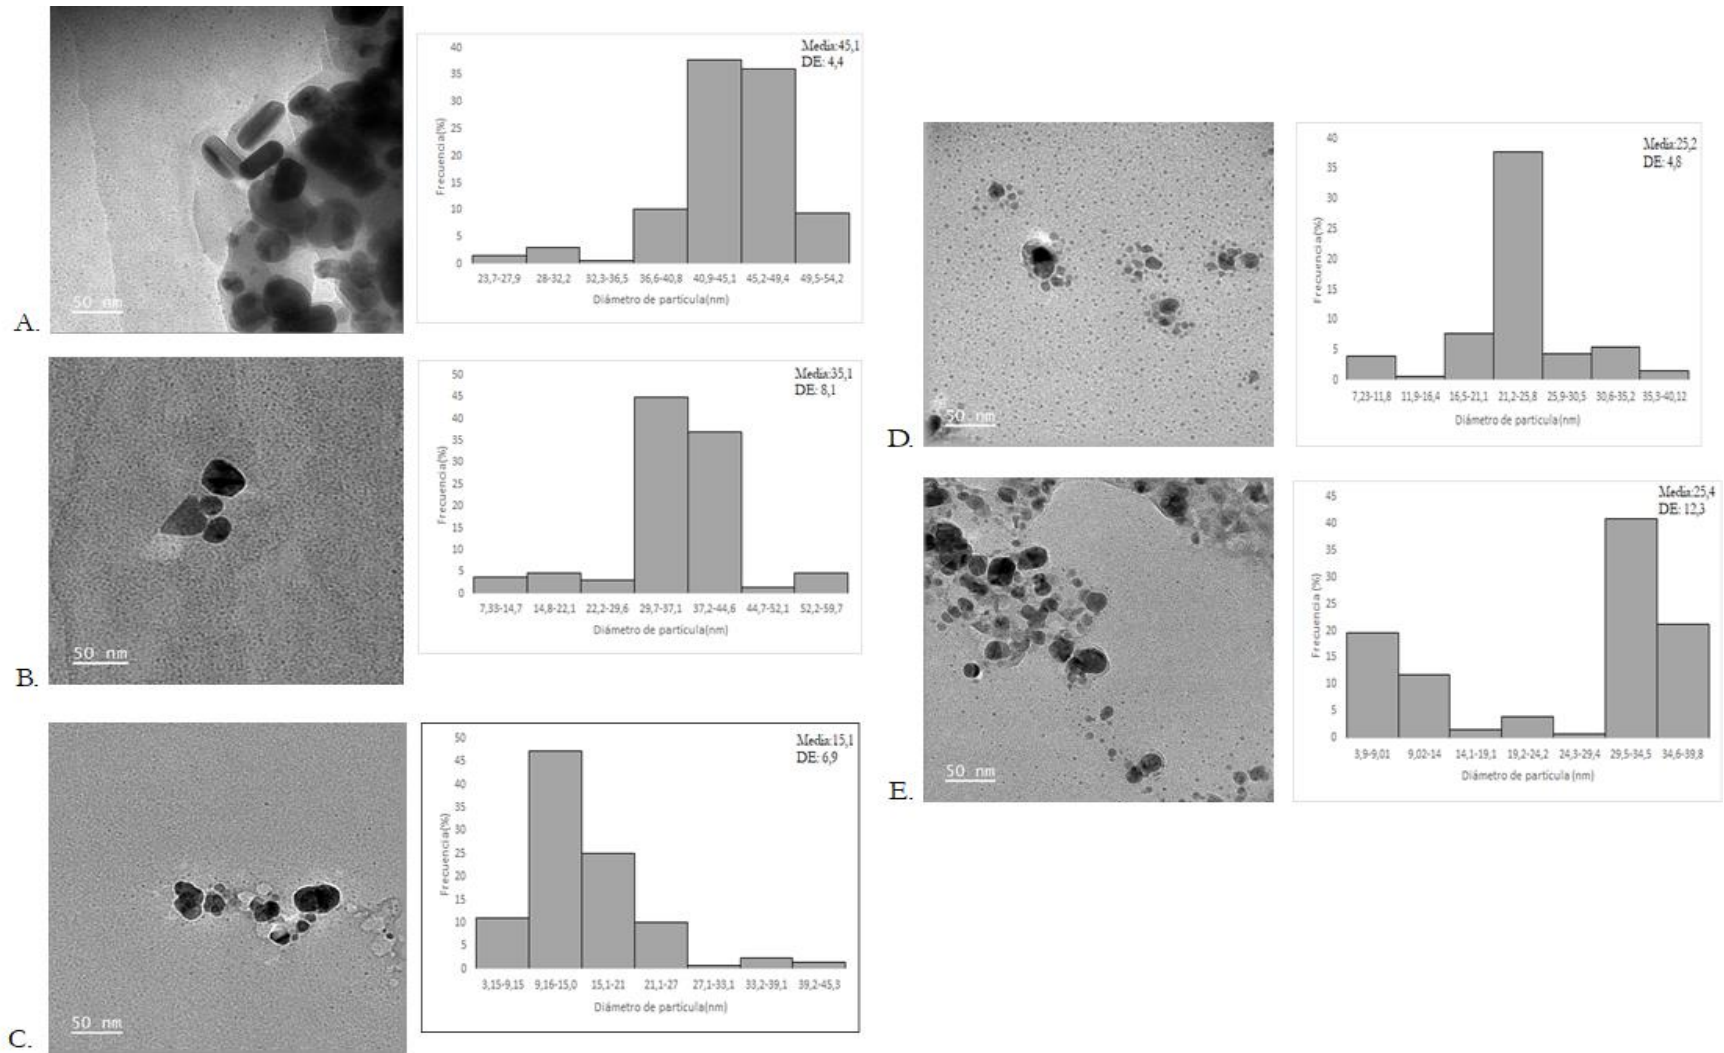 A.
50 nm
Media:45,1
DE: 4,4
Frecuencia(%)
40
35
30
25
20
15
10
5
0
23,7-27,9 28-32,2 32,3-36,5 36,6-40,8 40,9-45,1 45,2-49,4 49,5-54,2
Diámetro de partícula(nm)
B.
50 nm
Media:35,1
DE: 8,1
Frecuencia(%)
50
45
40
35
30
25
20
15
10
5
0
7,33-14,7 14,8-22,1 22,2-29,6 29,7-37,1 37,2-44,6 44,7-52,1 52,2-59,7
Diámetro de partícula(nm)
C.
50 nm
Media:15,1
DE: 6,9
Frecuencia(%)
50
45
40
35
30
25
20
15
10
5
0
3,15-9,15 9,16-15,0 15,1-21 21,1-27 27,1-33,1 33,2-39,1 39,2-45,3
Diámetro de partícula(nm)
D.
50 nm
Media:25,2
DE: 4,8
Frecuencia(%)
40
35
30
25
20
15
10
5
0
7,23-11,8 11,9-16,4 16,5-21,1 21,2-25,8 25,9-30,5 30,6-35,2 35,3-40,12
Diámetro de partícula(nm)
E.
50 nm
Media:25,4
DE: 12,3
Frecuencia (%)
45
40
35
30
25
20
15
10
5
0
3,9-9,01 9,02-14 14,1-19,1 19,2-24,2 24,3-29,4 29,5-34,5 34,6-39,8
Diámetro de partícula (nm)